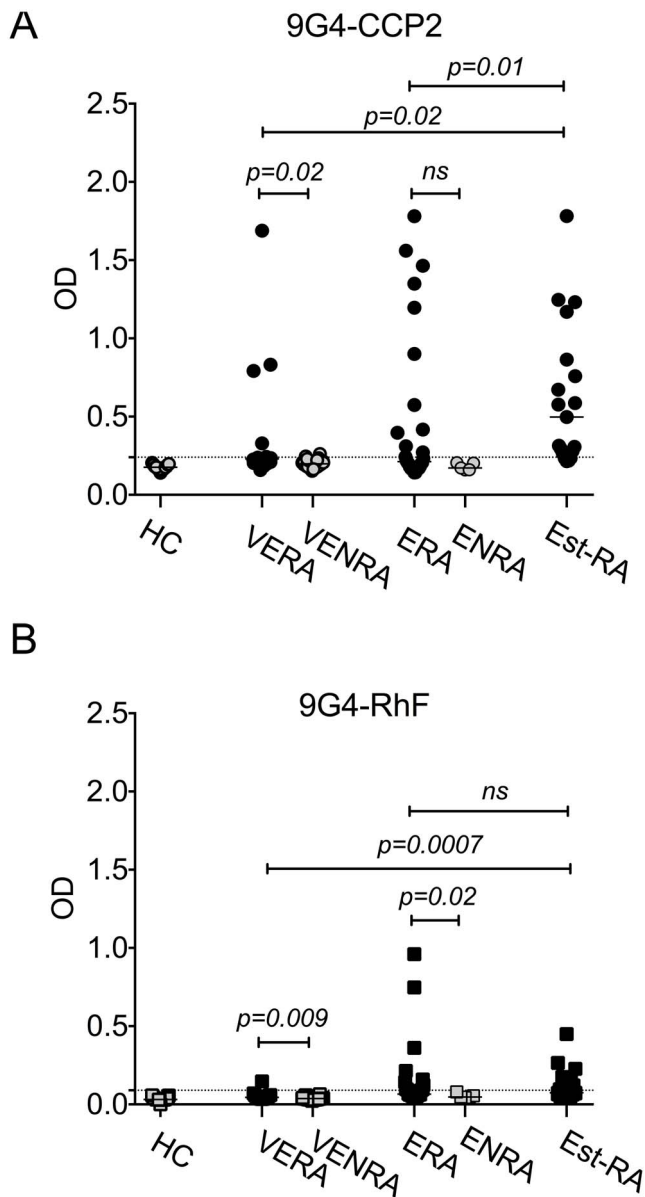 A
9G4-CCP2
p=0.01
p=0.02
p=0.02
ns
2.5
2.0
1.5
1.0
0.5
0.0
OD
HC
VERA
VENRA
ERA
ENRA
Est-RA
B
9G4-RhF
ns
p=0.0007
p=0.02
p=0.009
2.5
2.0
1.5
1.0
0.5
0.0
OD
HC
VERA
VENRA
ERA
ENRA
Est-RA